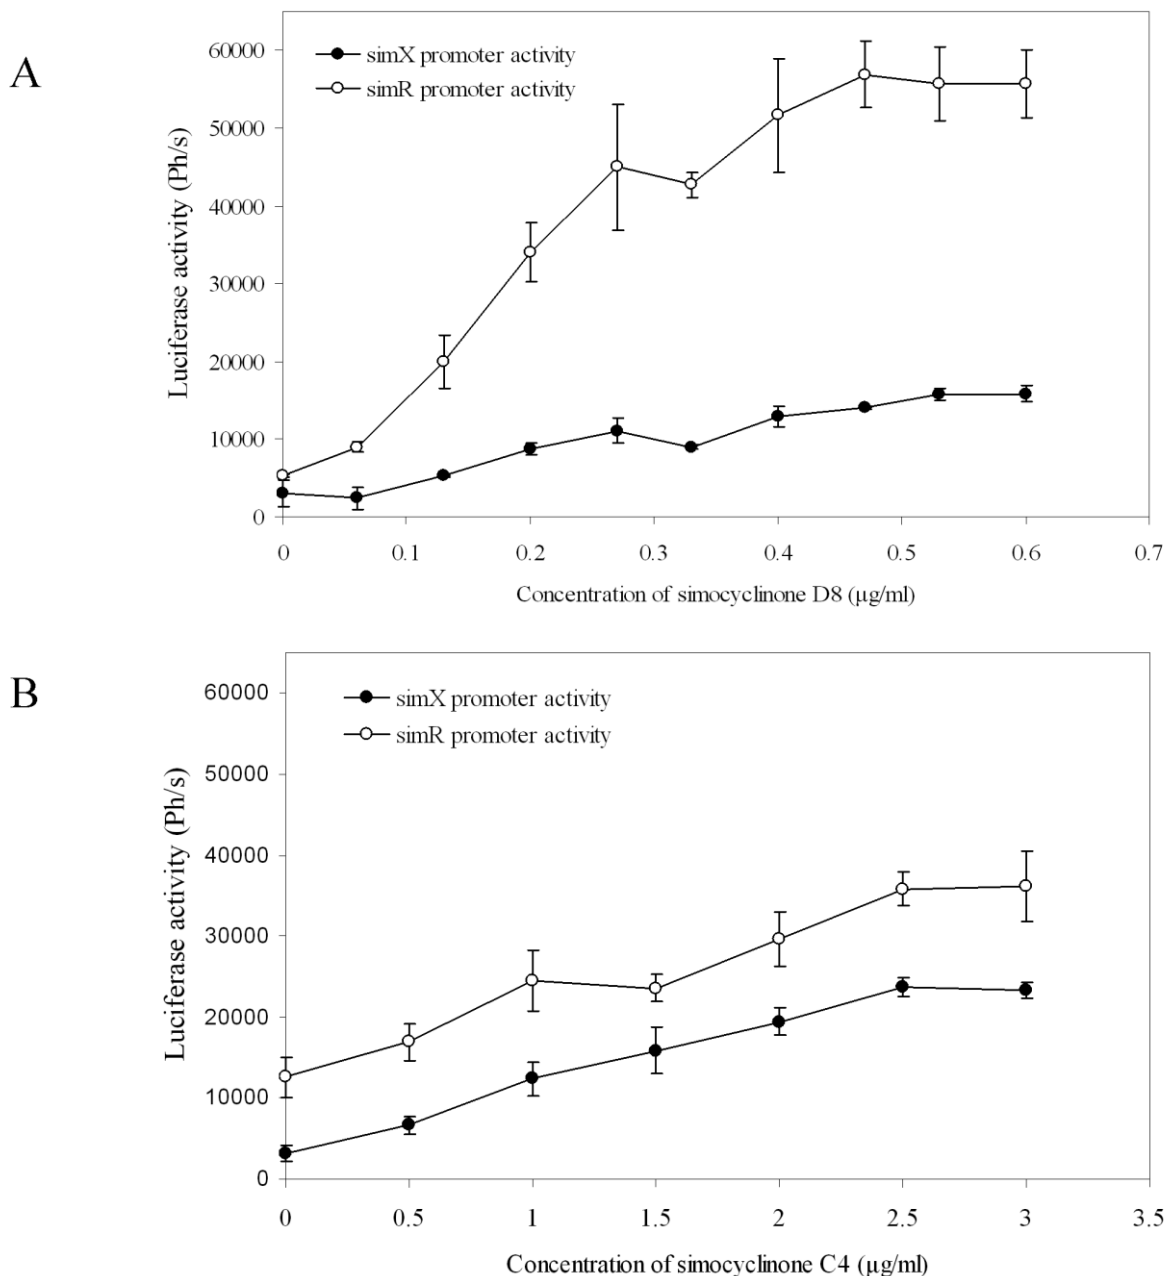 A
simX promoter activity
simR promoter activity
Luciferase activity (Ph/s)
60000
50000
40000
30000
20000
10000
0
0 0.1 0.2 0.3 0.4 0.5 0.6 0.7
Concentration of simocyclinone D8 (µg/ml)
B
simX promoter activity
simR promoter activity
Luciferase activity (Ph/s)
60000
50000
40000
30000
20000
10000
0
0 0.5 1 1.5 2 2.5 3 3.5
Concentration of simocyclinone C4 (µg/ml)